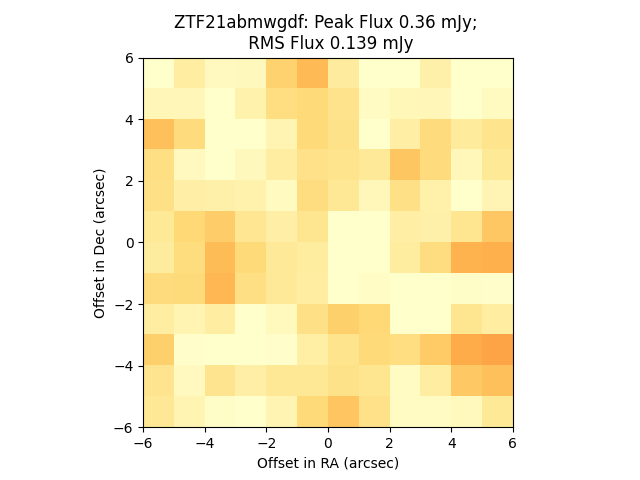 ZTF21abmwgdf: Peak Flux 0.36 mJy;
RMS Flux 0.139 mJy
6
4
2
0
−2
−4
−6
Offset in Dec (arcsec)
−6 −4 −2 0 2 4 6
Offset in RA (arcsec)